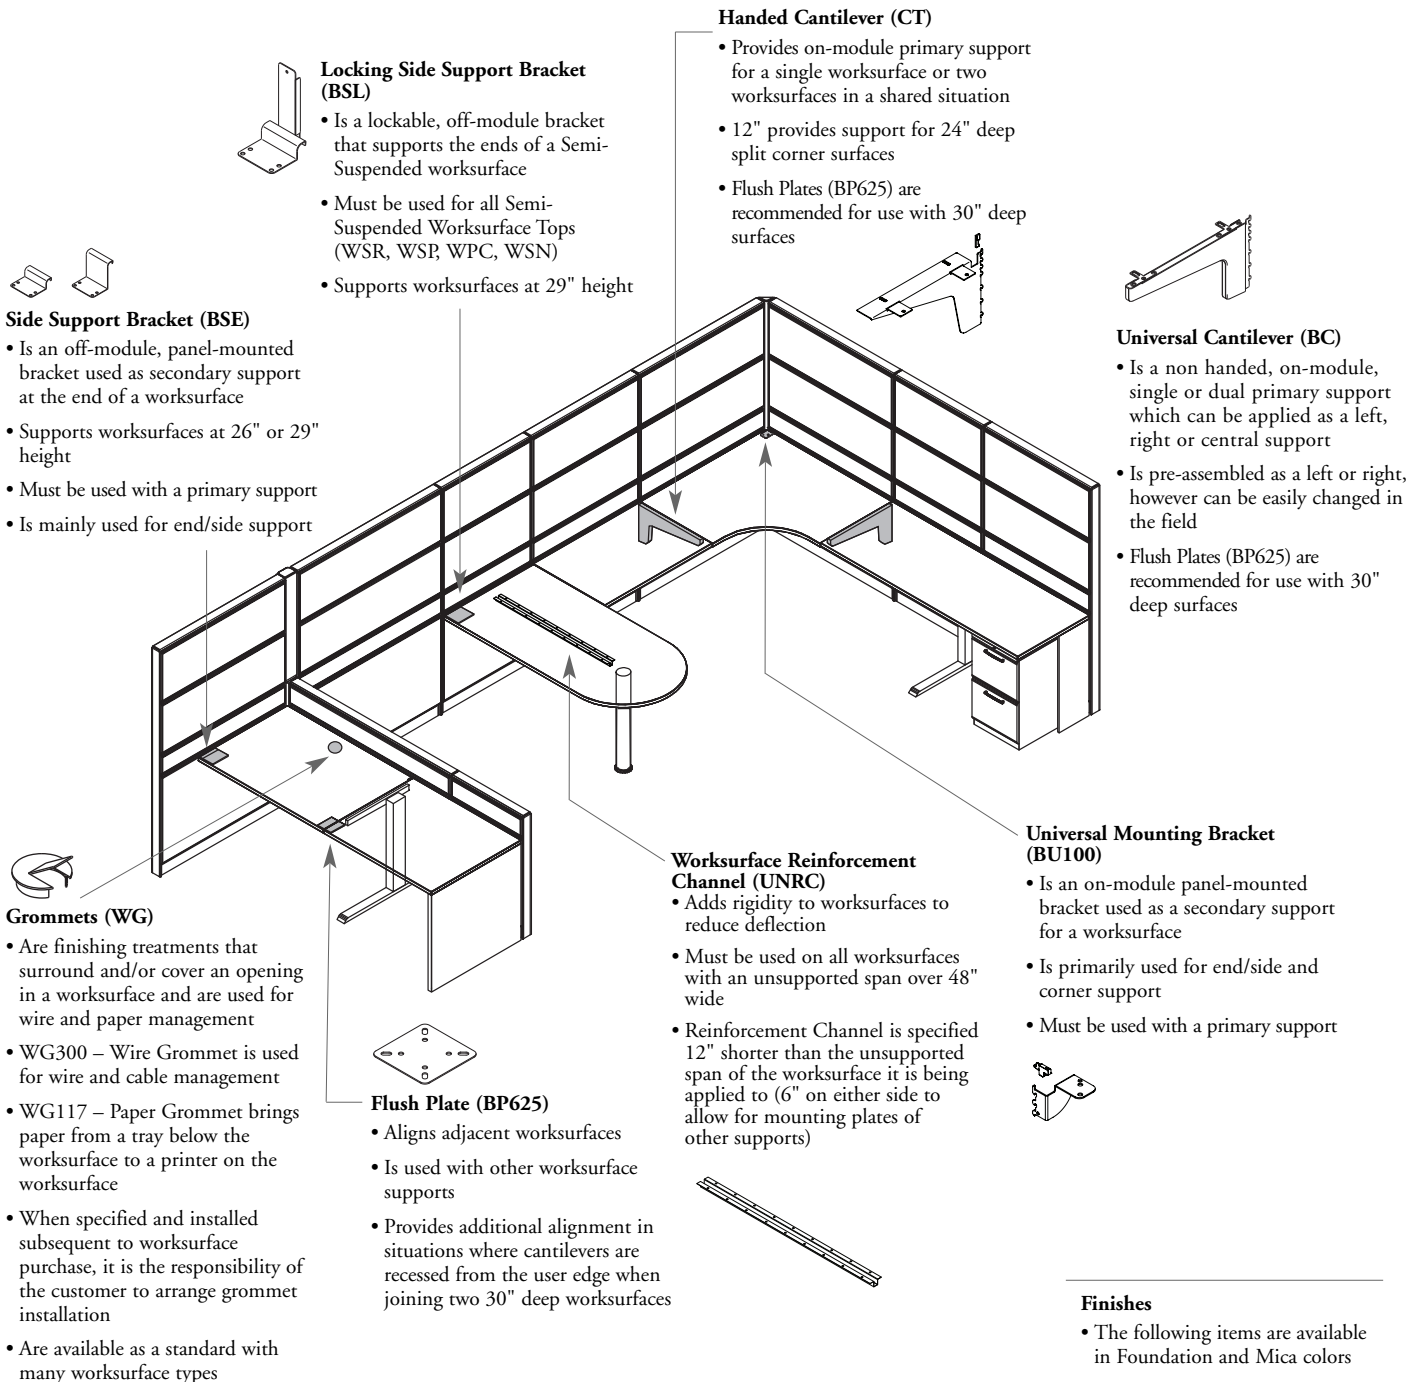 Handed Cantilever (CT)
• Provides on-module primary support
for a single worksurface or two
worksurfaces in a shared situation
• 12" provides support for 24" deep
split corner surfaces
• Flush Plates (BP625) are
recommended for use with 30" deep
surfaces
Locking Side Support Bracket
(BSL)
• Is a lockable, off-module bracket
that supports the ends of a Semi-
Suspended worksurface
• Must be used for all Semi-
Suspended Worksurface Tops
(WSR, WSP, WPC, WSN)
• Supports worksurfaces at 29" height
Side Support Bracket (BSE)
• Is an off-module, panel-mounted
bracket used as secondary support
at the end of a worksurface
• Supports worksurfaces at 26" or 29"
height
• Must be used with a primary support
• Is mainly used for end/side support
Universal Cantilever (BC)
• Is a non handed, on-module,
single or dual primary support
which can be applied as a left,
right or central support
• Is pre-assembled as a left or right,
however can be easily changed in
the field
• Flush Plates (BP625) are
recommended for use with 30"
deep surfaces
Grommets (WG)
• Are finishing treatments that
surround and/or cover an opening
in a worksurface and are used for
wire and paper management
• WG300 – Wire Grommet is used
for wire and cable management
• WG117 – Paper Grommet brings
paper from a tray below the
worksurface to a printer on the
worksurface
• When specified and installed
subsequent to worksurface
purchase, it is the responsibility of
the customer to arrange grommet
installation
• Are available as a standard with
many worksurface types
Flush Plate (BP625)
• Aligns adjacent worksurfaces
• Is used with other worksurface
supports
• Provides additional alignment in
situations where cantilevers are
recessed from the user edge when
joining two 30" deep worksurfaces
Worksurface Reinforcement
Channel (UNRC)
• Adds rigidity to worksurfaces to
reduce deflection
• Must be used on all worksurfaces
with an unsupported span over 48"
wide
• Reinforcement Channel is specified
12" shorter than the unsupported
span of the worksurface it is being
applied to (6" on either side to
allow for mounting plates of
other supports)
Universal Mounting Bracket
(BU100)
• Is an on-module panel-mounted
bracket used as a secondary support
for a worksurface
• Is primarily used for end/side and
corner support
• Must be used with a primary support
Finishes
• The following items are available
in Foundation and Mica colors